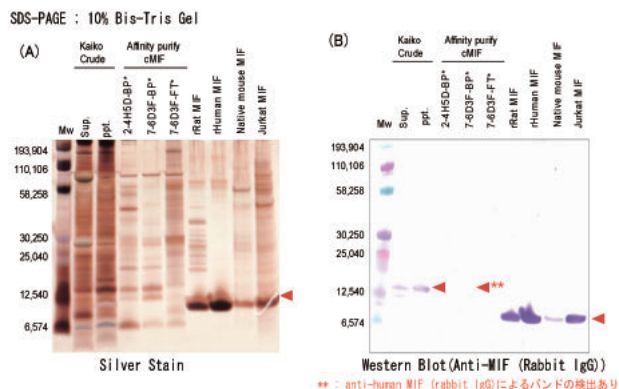 SDS-PAGE : 10% Bis-Tris Gel
(A)
Kaiko
Crude
Affinity purify
cMIF
Mw
Sup.
ppt.
2-4H5D-BP*
7-6D3F-BP*
7-6D3F-FT*
rRat MIF
rHuman MIF
Native mouse MIF
Jurkat MIF
193,904
110,106
58,258
30,250
25,040
12,540
6,574
Silver Stain
(B)
Kaiko
Crude
Affinity purify
cMIF
Mw
Sup.
ppt.
2-4H5D-BP*
7-6D3F-BP*
7-6D3F-FT*
rRat MIF
rHuman MIF
Native mouse MIF
Jurkat MIF
193,904
110,106
58,258
30,250
25,040
12,540
6,574
**
Western Blot(Anti-MIF (Rabbit IgG))
** : anti-human MIF (rabbit IgG)によるバンドの検出あり